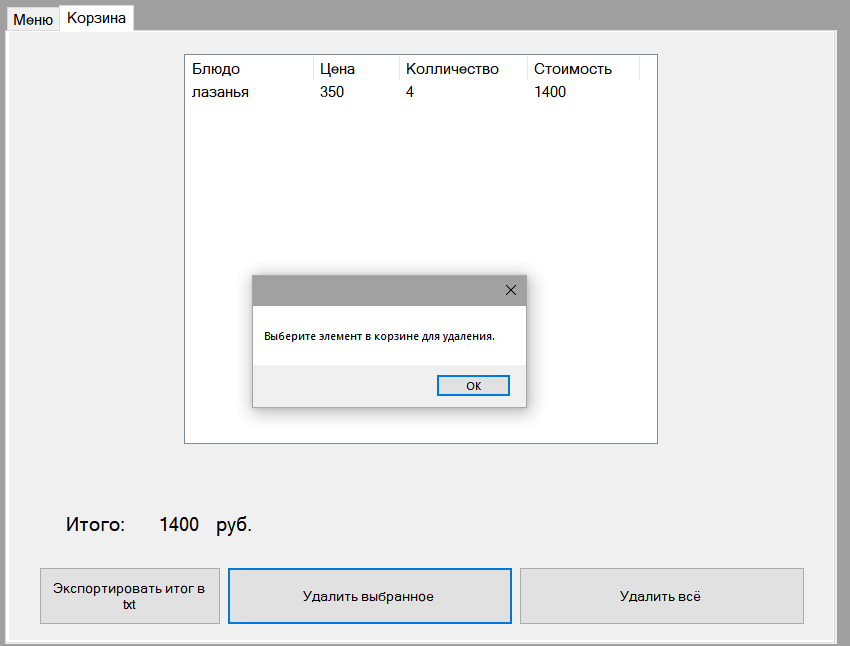 Меню Корзина
Блюдо Цена Колличество Стоимость
лазанья 350 4 1400
Выберите элемент в корзине для удаления.
ОК
Итого: 1400 руб.
Экспортировать итог в
txt
Удалить выбранное
Удалить всё